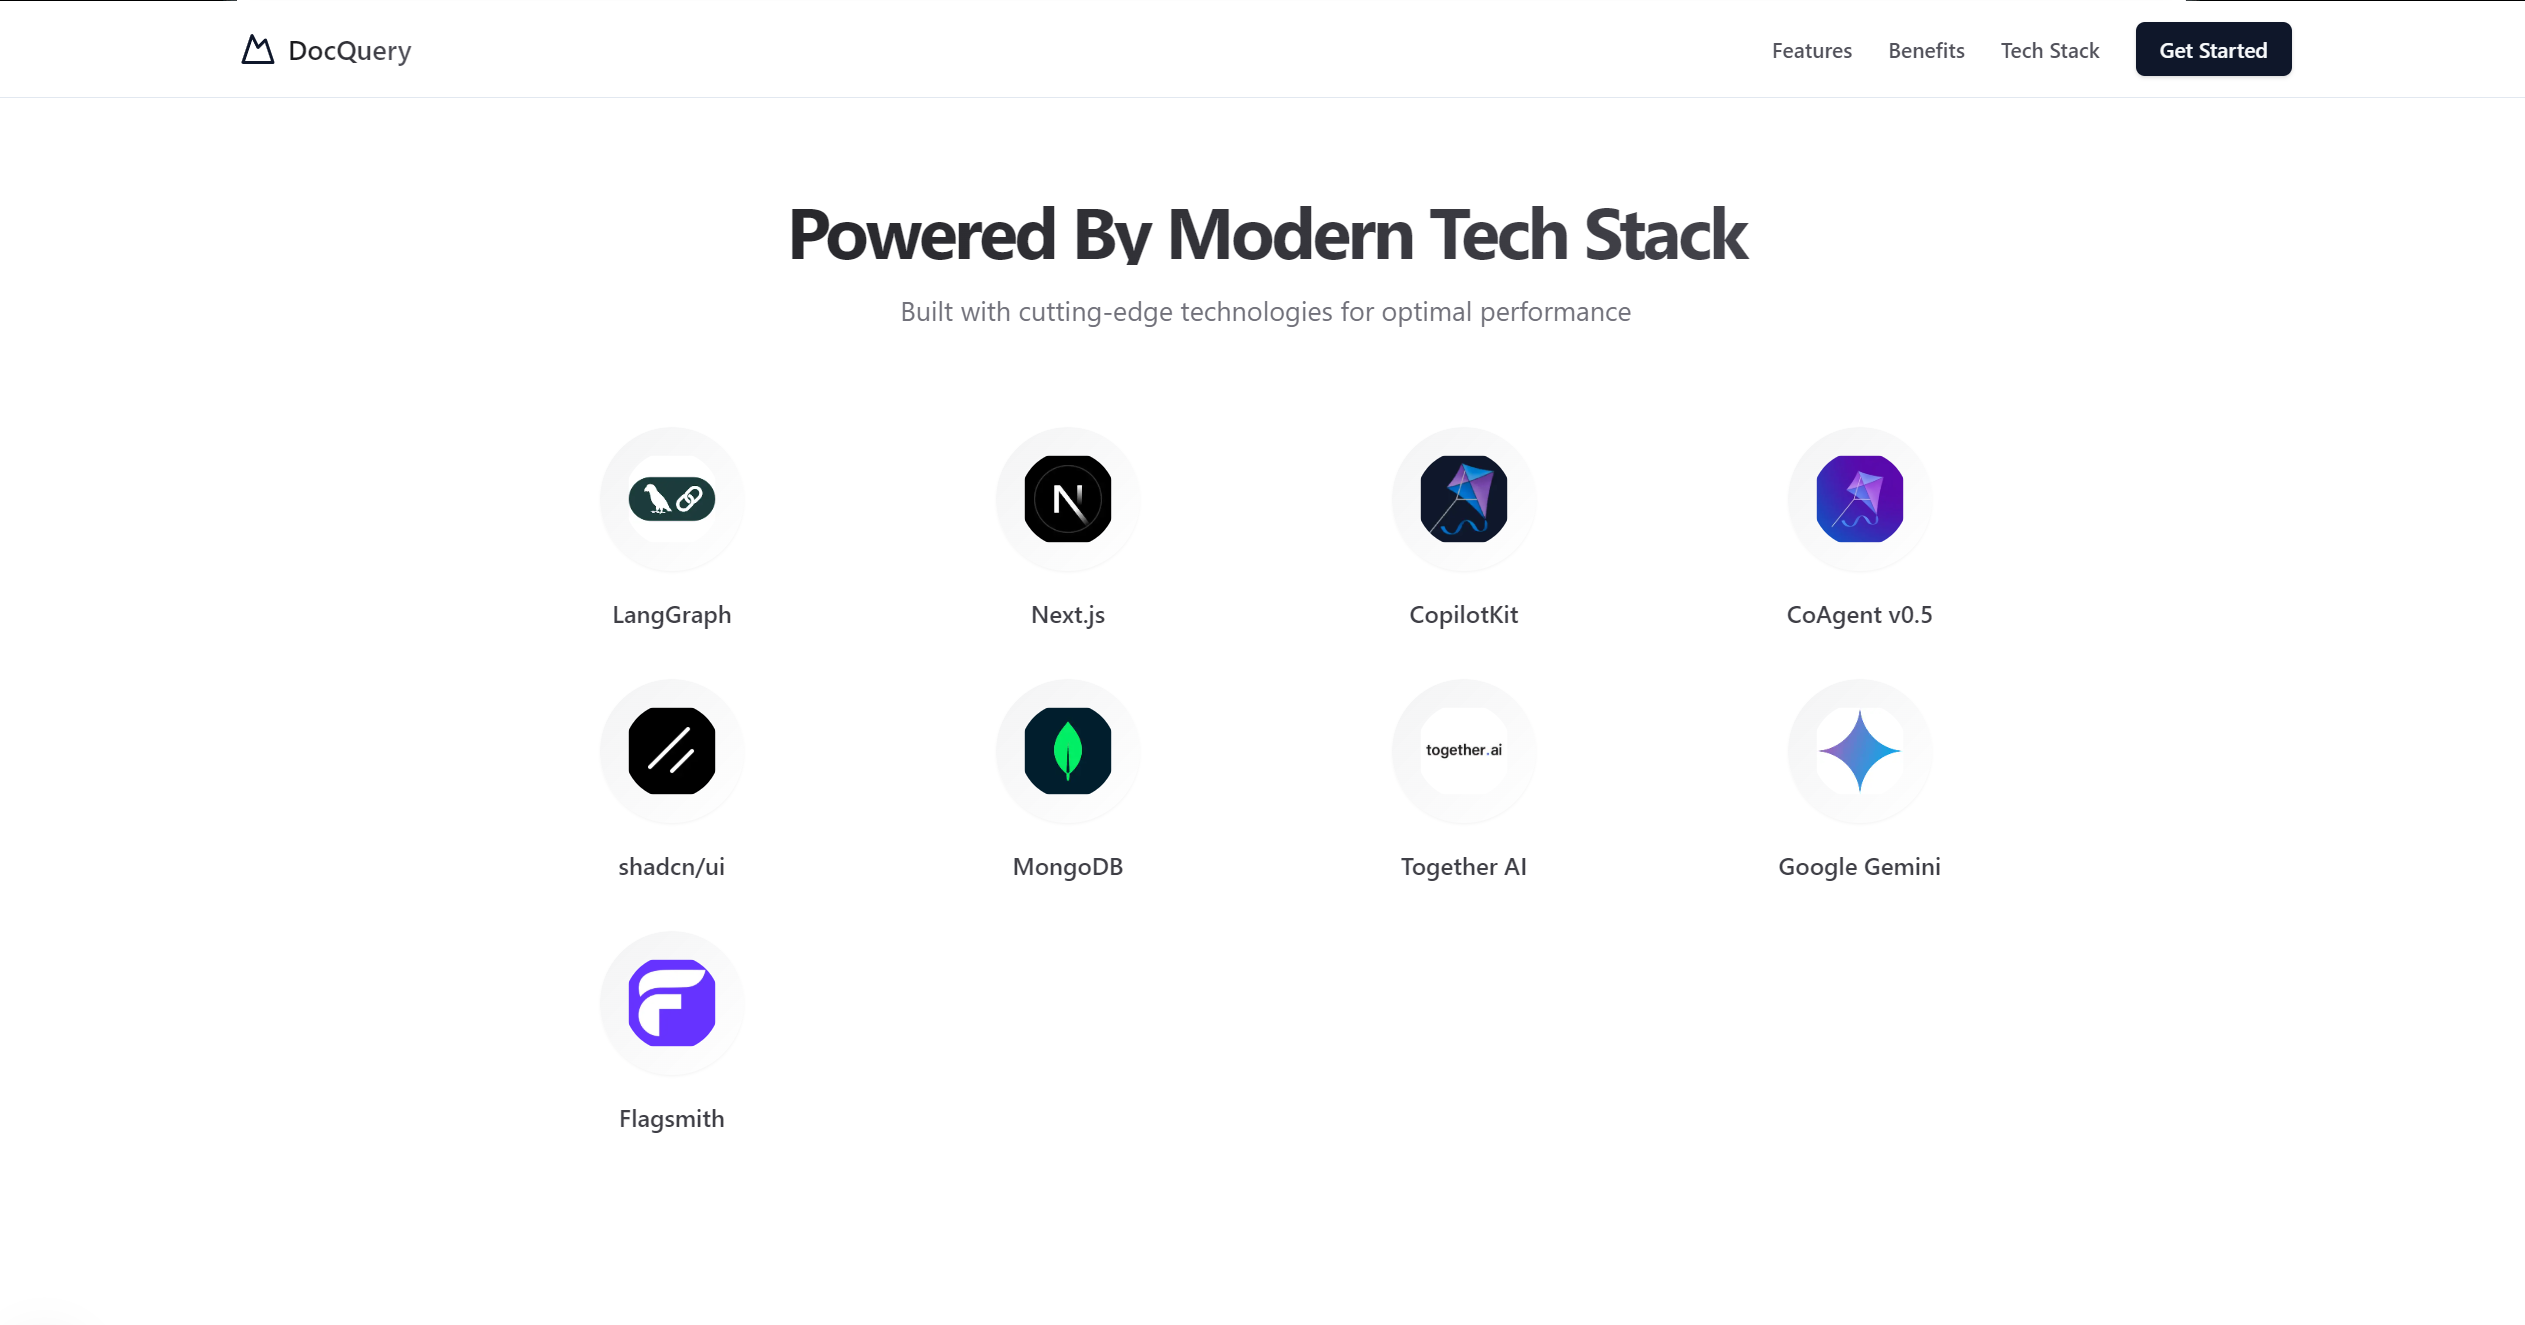 DocQuery
Features
Benefits
Tech Stack
Get Started
Powered By Modern Tech Stack
Built with cutting-edge technologies for optimal performance
LangGraph
Next.js
CopilotKit
CoAgent v0.5
shadcn/ui
MongoDB
together.ai
Together AI
Google Gemini
Flagsmith